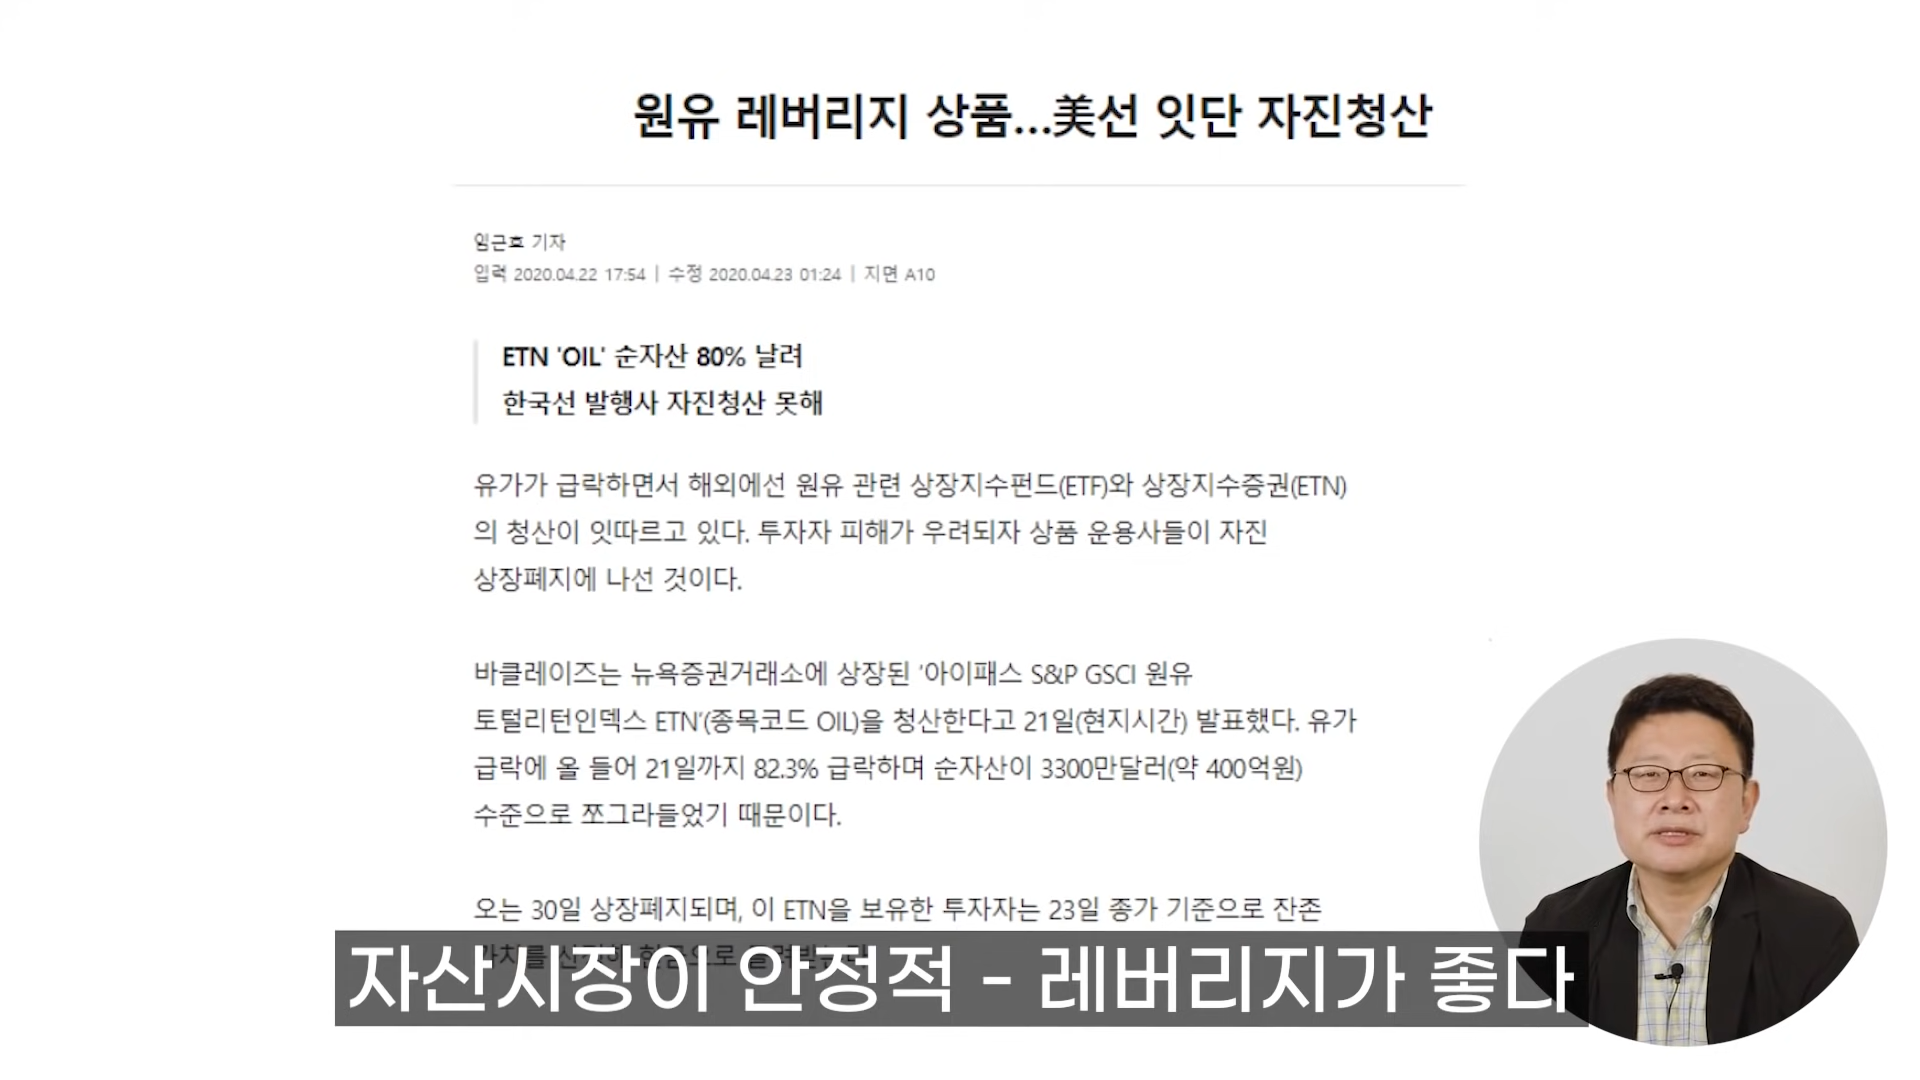 원유 레버리지 상품...美선 잇단 자진청산
임근호 기자
입력 2020.04.22 17:54 | 수정 2020.04.23 01:24 | 지면 A10
ETN 'OIL' 순자산 80% 날려
한국선 발행사 자진청산 못해
유가가 급락하면서 해외에선 원유 관련 상장지수펀드(ETF)와 상장지수증권(ETN)
의 청산이 잇따르고 있다. 투자자 피해가 우려되자 상품 운용사들이 자진
상장폐지에 나선 것이다.
바클레이즈는 뉴욕증권거래소에 상장된 '아이패스 S&P GSCI 원유
토털리턴인덱스 ETN'(종목코드 OIL)을 청산한다고 21일(현지시간) 발표했다. 유가
급락에 올 들어 21일까지 82.3% 급락하며 순자산이 3300만달러(약 400억원)
수준으로 쪼그라들었기 때문이다.
오는 30일 상장폐지되며, 이 ETN을 보유한 투자자는 23일 종가 기준으로 잔존
자산시장이 안정적 - 레버리지가 좋다